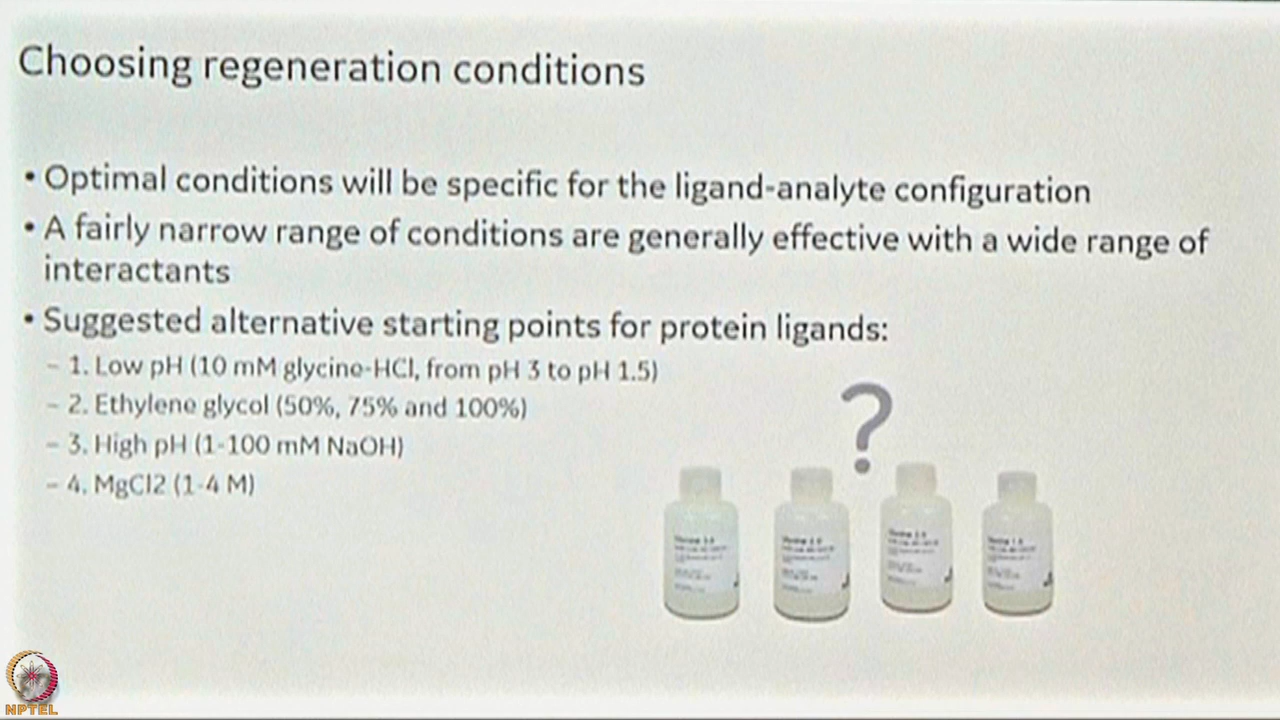 Choosing regeneration conditions
• Optimal conditions will be specific for the ligand-analyte configuration
• A fairly narrow range of conditions are generally effective with a wide range of
interactants
• Suggested alternative starting points for protein ligands:
– 1. Low pH (10 mM glycine-HCl, from pH 3 to pH 1.5)
– 2. Ethylene glycol (50%, 75% and 100%)
– 3. High pH (1-100 mM NaOH)
– 4. MgCl2 (1-4 M)
?
NPTEL